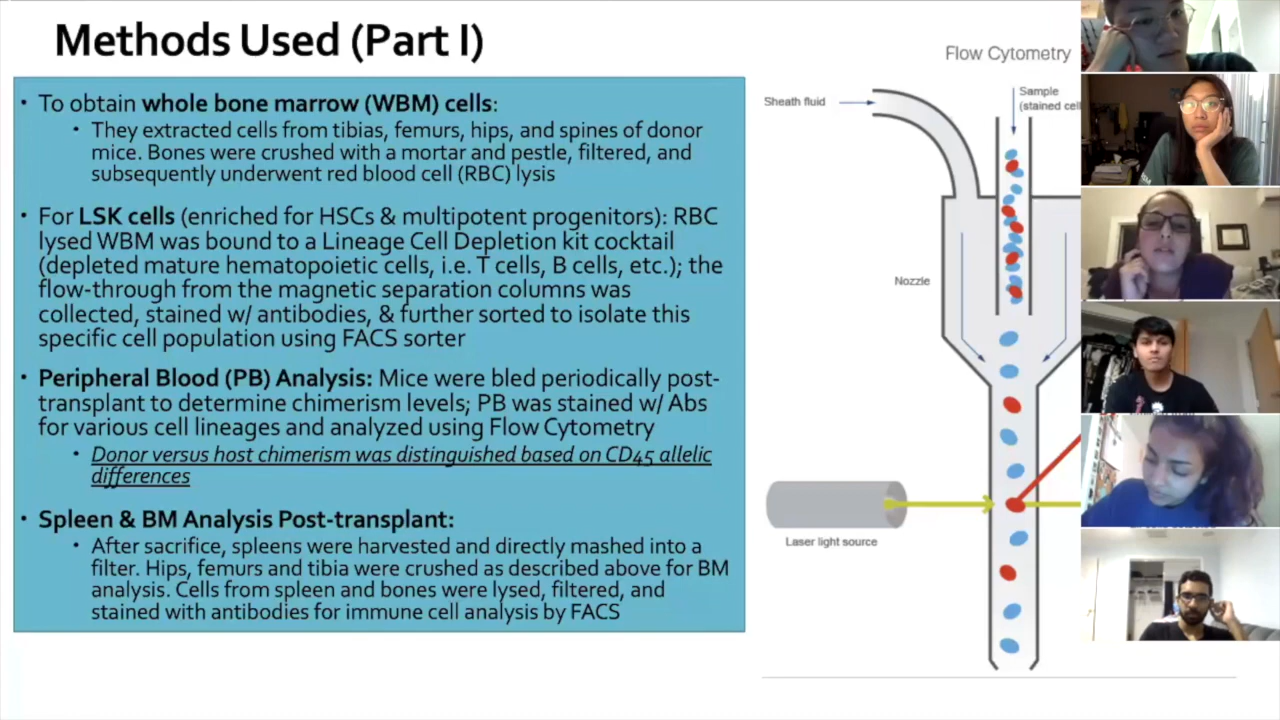 Methods Used (Part I)
• To obtain whole bone marrow (WBM) cells:
• They extracted cells from tibias, femurs, hips, and spines of donor
mice. Bones were crushed with a mortar and pestle, filtered, and
subsequently underwent red blood cell (RBC) lysis
• For LSK cells (enriched for HSCs & multipotent progenitors): RBC
lysed WBM was bound to a Lineage Cell Depletion kit cocktail
(depleted mature hematopoietic cells, i.e. T cells, B cells, etc.); the
flow-through from the magnetic separation columns was
collected, stained w/ antibodies, & further sorted to isolate this
specific cell population using FACS sorter
• Peripheral Blood (PB) Analysis: Mice were bled periodically post-
transplant to determine chimerism levels; PB was stained w/ Abs
for various cell lineages and analyzed using Flow Cytometry
• Donor versus host chimerism was distinguished based on CD45 allelic
differences
• Spleen & BM Analysis Post-transplant:
• After sacrifice, spleens were harvested and directly mashed into a
filter. Hips, femurs and tibia were crushed as described above for BM
analysis. Cells from spleen and bones were lysed, filtered, and
stained with antibodies for immune cell analysis by FACS
Flow Cytometry
Sheath fluid
Sample
(stained cell
Nozzle
Laser light source